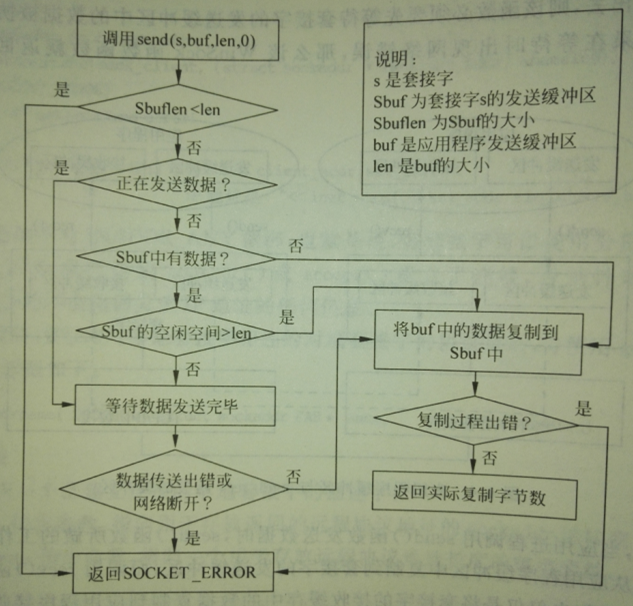 调用send(s,buf,len,0)
说明：
s 是套接字
Sbuf 为套接字s的发送缓冲区
Sbuflen 为Sbuf的大小
buf 是应用程序发送缓冲区
len 是buf的大小
是
Sbuflen<len
否
是
正在发送数据？
否
Sbuf中有数据？
否
是
Sbuf的空闲空间>len
是
将buf中的数据复制到
Sbuf中
否
等待数据发送完毕
复制过程出错？
是
否
数据传送出错或
网络断开？
否
返回实际复制字节数
是
返回SOCKET_ERROR